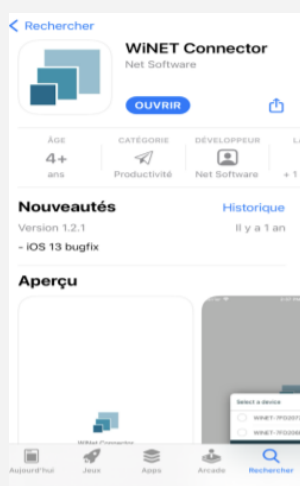 Rechercher
WiNET Connector
Net Software
OUVRIR
ÂGE
4+
ans
CATÉGORIE
Productivité
DÉVELOPPEUR
Net Software
+ 1
Nouveautés
Historique
Version 1.2.1
Il y a 1 an
- iOS 13 bugfix
Aperçu
WiNet Connector
Select a device
Aujourd'hui
Jeux
Apps
Arcade
Rechercher